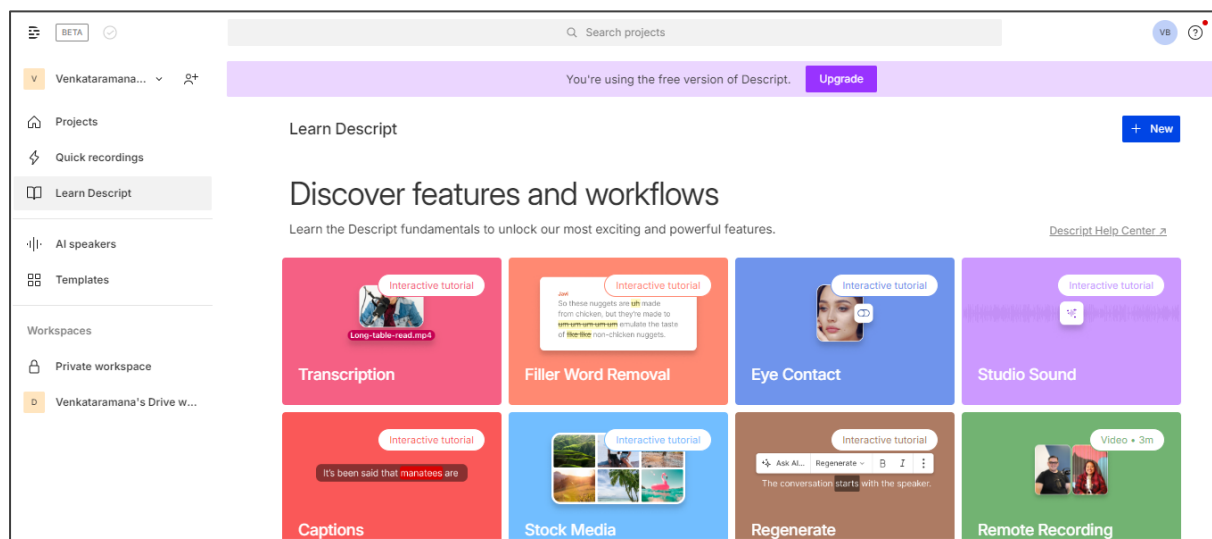 BETA
Search projects
VB
V
Venkataramana...
You're using the free version of Descript.
Upgrade
Projects
Quick recordings
Learn Descript
AI speakers
Templates
Workspaces
Private workspace
D
Venkataramana's Drive w...
Learn Descript
+ New
Discover features and workflows
Learn the Descript fundamentals to unlock our most exciting and powerful features.
Descript Help Center ↗
Interactive tutorial
Long-table-read.mp4
Transcription
Interactive tutorial
So these nuggets are uh made
from chicken, but they're made to
um um um um um emulate the taste
of like like non-chicken nuggets.
Filler Word Removal
Interactive tutorial
Eye Contact
Interactive tutorial
Studio Sound
Interactive tutorial
It's been said that manatees are
Captions
Interactive tutorial
Stock Media
Interactive tutorial
Ask AI... Regenerate B I
The conversation starts with the speaker.
Regenerate
Video • 3m
Remote Recording